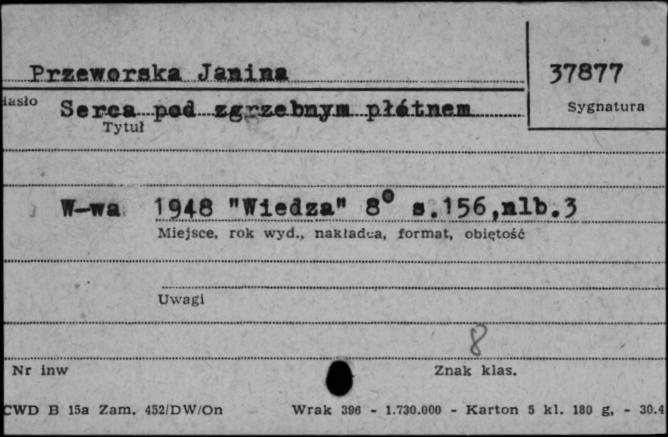 Przeworska Janina
37877
Hasło
Serca pod zgrzebnym płótnem
Sygnatura
Tytuł
W-wa 1948 "Wiedza" 8° s.156,nlb.3
Miejsce, rok wyd., nakładca, format, objętość
Uwagi
8
Nr inw
Znak klas.
CWD B 15a Zam. 452/DW/On Wrak 396 - 1.730.000 - Karton 5 kl. 180 g, - 30.4